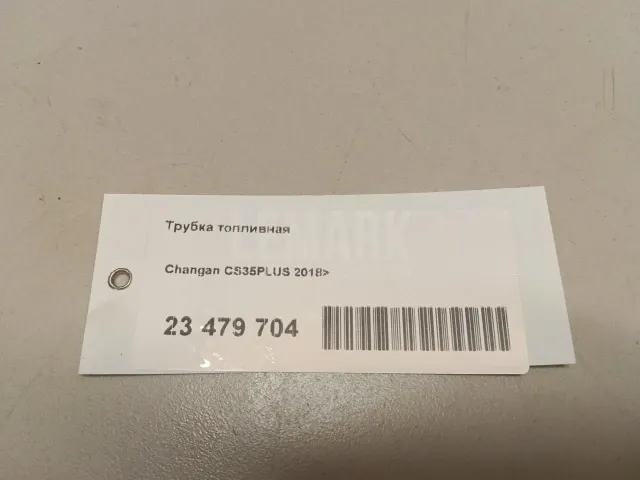 Трубка топливная
Changan CS35PLUS 2018>
23 479 704